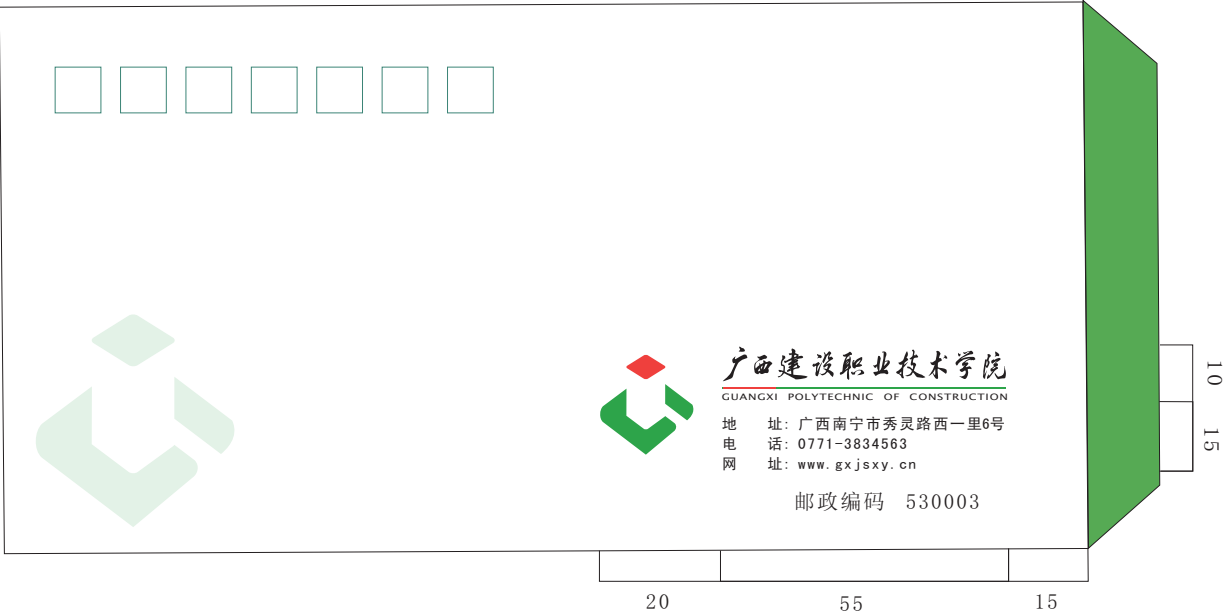 广西建设职业技术学院
GUANGXI POLYTECHNIC OF CONSTRUCTION
地 址: 广西南宁市秀灵路西一里6号
电 话: 0771-3834563
网 址: www.gxjsxy.cn
邮政编码 530003
10
15
20 55 15